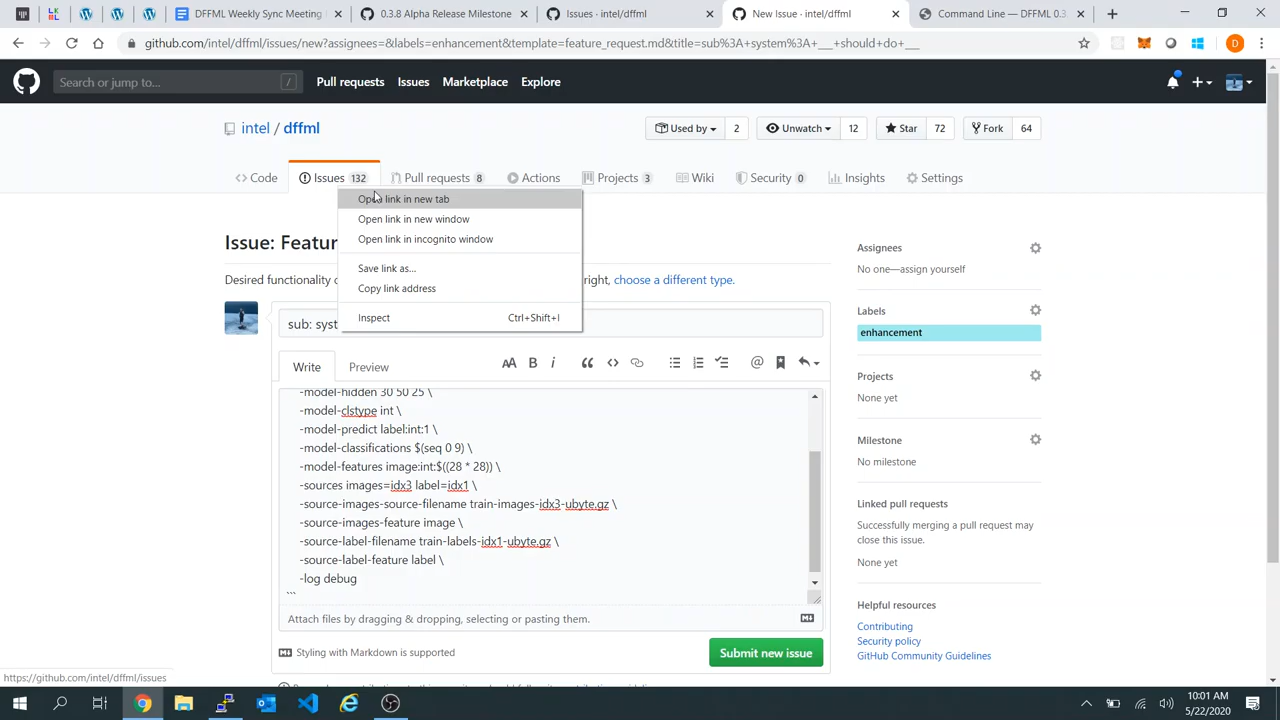 DFFML Weekly Sync Meeting
0.3.8 Alpha Release Milestone
Issues · intel/dffml
New Issue · intel/dffml
Command Line — DFFML 0.3.
github.com/intel/dffml/issues/new?assignees=&labels=enhancement&template=feature_request.md&title=sub%3A+system%3A+___+should+do+___
D
Search or jump to...
/
Pull requests
Issues
Marketplace
Explore
intel / dffml
Used by
2
Unwatch
12
Star
72
Fork
64
Code
Issues 132
Pull requests 8
Actions
Projects 3
Wiki
Security 0
Insights
Settings
Open link in new tab
Open link in new window
Open link in incognito window
Save link as...
Copy link address
Inspect
Ctrl+Shift+I
Issue: Featur
Desired functionality
right, choose a different type.
sub: syst
Write
Preview
AA B i
-model-hidden 30 50 25 \
-model-clstype int \
-model-predict label:int:1 \
-model-classifications $(seq 0 9) \
-model-features image:int:$((28 * 28)) \
-sources images=idx3 label=idx1 \
-source-images-source-filename train-images-idx3-ubyte.gz \
-source-images-feature image \
-source-label-filename train-labels-idx1-ubyte.gz \
-source-label-feature label \
-log debug
```
Attach files by dragging & dropping, selecting or pasting them.
Styling with Markdown is supported
Submit new issue
Assignees
No one—assign yourself
Labels
enhancement
Projects
None yet
Milestone
No milestone
Linked pull requests
Successfully merging a pull request may
close this issue.
None yet
Helpful resources
Contributing
Security policy
GitHub Community Guidelines
https://github.com/intel/dffml/issues
10:01 AM
5/22/2020